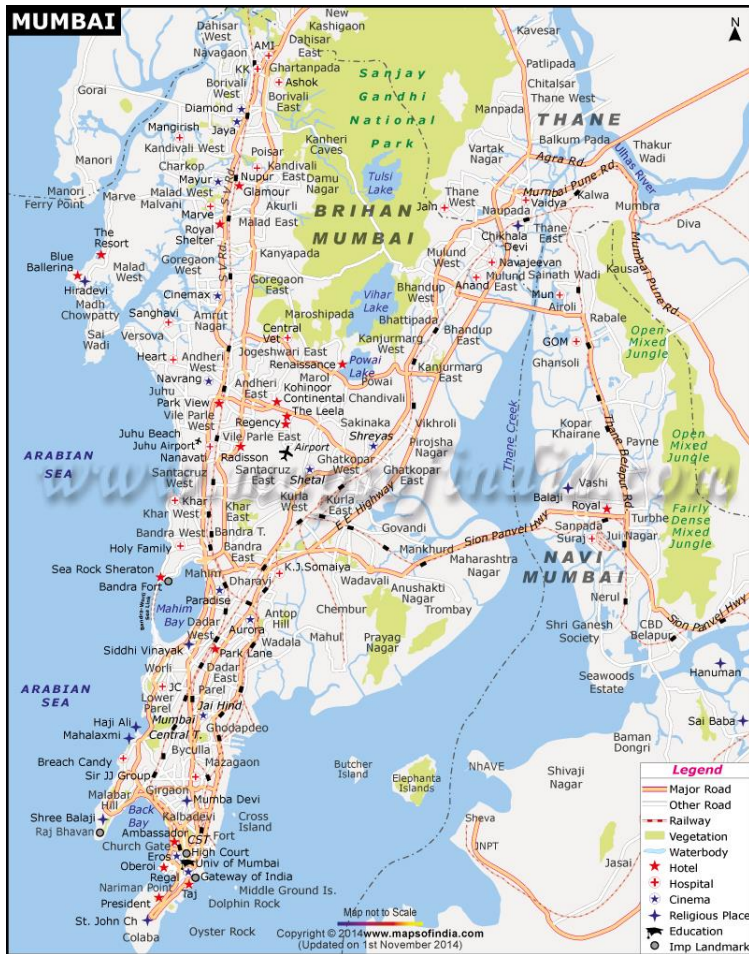 MUMBAI
N
Dahisar
West
New
Kashigaon
Kavesar
AMI
Dahisar
East
Navagaon
KK
Ghartanpada
Patlipada
Gorai
Borivali
West
Ashok
Sanjay
Gandhi
National
Park
Chitalsar
Thane West
Borivali
East
Diamond
Jaya
Manpada
THANE
Mangirish
Kandivali West
Kanheri
Caves
Balkum Pada
Poisar
Vartak
Nagar
Agra Rd.
Thakur
Wadi
Ulhas River
Manori
Charkop
Kandivali
East
Damu
Nagar
Mayur
Nupur
Tulsi
Lake
Mumbai Pune Rd.
Manori
Ferry Point
Malad West
Malvani
Glamour
Thane
West
Vaidya
Kalwa
Akurli
Jain
Naupada
Mumbra
Marve
S V Rd.
BRIHAN
MUMBAI
The
Resort
Royal
Shelter
Malad East
Chikhala
Devi
Thane
East
Diva
Blue
Ballerina
Malad
West
Goregaon
West
Kanyapada
Mulund
West
Navajeevan
Kausa
Mumbai Pune Rd.
Hiradevi
S V Rd.
Goregaon
East
Anand
Mulund
East
Sainath Wadi
Madh
Chowpatty
Cinemax
Vihar
Lake
Bhandup
West
Mun
Airoli
Sanghavi
Amrut
Nagar
Maroshipada
Bhattipada
Rabale
Sai
Wadi
Versova
Central
Vet
Kanjurmarg
West
Bhandup
East
Open
Mixed
Jungle
Heart
Andheri
West
Jogeshwari East
GOM
Renaissance
Powai
Lake
Kanjurmarg
East
Ghansoli
Navrang
Andheri
East
Marol
Powai
Juhu
Kohinoor
Continental
Chandivali
Park View
Vile Parle
West
The Leela
Regency
Sakinaka
Vikhroli
Kopar
Khairane
Thane Creek
Thane Belapur Rd.
Juhu Beach
Vile Parle East
Shreyas
Pirojsha
Nagar
Pavne
Open
Mixed
Jungle
Juhu Airport
Nanavati
Radisson
Airport
ARABIAN
SEA
Ghatkopar
West
www.mapsofindia.com
Santacruz
West
Santacruz
East
Shetal
Ghatkopar
East
Vashi
Balaji
Kurla
West
Kurla
East
Khar
Khar West
Khar
East
E.E. Highway
Royal
Turbhe
Fairly
Dense
Mixed
Jungle
Bandra West
Bandra T.
Govandi
Sion Panvel Hwy
Sanpada
Suraj
Jui Nagar
Holy Family
Bandra
East
Mankhurd
Maharashtra
Nagar
NAVI
MUMBAI
Sea Rock Sheraton
Mahim
Dharavi
K.J.Somaiya
Wadavali
Bandra Fort
Anushakti
Nagar
Nerul
Sion Panvel Hwy
Paradise
Mahim
Bay
Chembur
Trombay
Dadar
West
Antop
Hill
Aurora
Shri Ganesh
Society
CBD
Belapur
Siddhi Vinayak
Wadala
Mahul
Prayag
Nagar
Park Lane
Worli
Dadar
East
Hanuman
Seawoods
Estate
ARABIAN
SEA
JC
Parel
Lower
Parel
Jai Hind
Haji Ali
Mumbai
Central T.
Ghodapdeo
Sai Baba
Mahalaxmi
Baman
Dongri
Byculla
Breach Candy
Mazagaon
Butcher
Island
NhAVE
Sir JJ Group
Elephanta
Islands
Shivaji
Nagar
Malabar
Hill
Girgaon
Mumba Devi
Back
Bay
Shree Balaji
Kalbadevi
Cross
Island
Sheva
Raj Bhavan
Ambassador
CST
Fort
Church Gate
High Court
JNPT
Eros
Univ of Mumbai
Jasai
Oberoi
Regal
Gateway of India
Nariman Point
Taj
Middle Ground Is.
President
Dolphin Rock
St. John Ch
Colaba
Oyster Rock
Map not to Scale
Copyright © 2014 www.mapsofindia.com
(Updated on 1st November 2014)
Legend
Major Road
Other Road
Railway
Vegetation
Waterbody
Hotel
Hospital
Cinema
Religious Place
Education
Imp Landmark